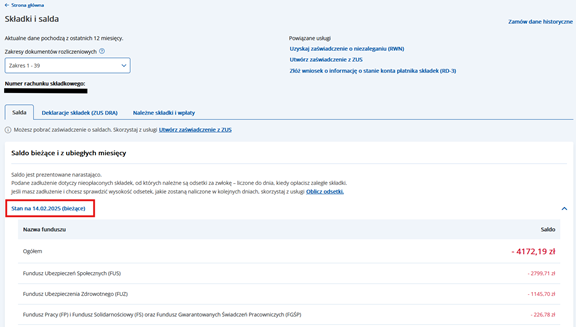 ← Strona główna
Składki i salda
Zamów dane historyczne
Aktualne dane pochodzą z ostatnich 12 miesięcy.
Zakresy dokumentów rozliczeniowych
Zakres 1 - 39
Numer rachunku składkowego:
Powiązane usługi
Uzyskaj zaświadczenie o niezaleganiu (RWN)
Utwórz zaświadczenie z ZUS
Złóż wniosek o informację o stanie konta płatnika składek (RD-3)
Salda
Deklaracje składek (ZUS DRA)
Należne składki i wpłaty
Możesz pobrać zaświadczenie o saldach. Skorzystaj z usługi Utwórz zaświadczenie z ZUS
Saldo bieżące i z ubiegłych miesięcy
Saldo jest prezentowane narastająco.
Podane zadłużenie dotyczy nieopłaconych składek, od których należne są odsetki za zwłokę – liczone do dnia, kiedy opłacisz zaległe składki.
Jeśli masz zadłużenie i chcesz sprawdzić wysokość odsetek, jakie zostaną naliczone w kolejnych dniach, skorzystaj z usługi Oblicz odsetki.
Stan na 14.02.2025 (bieżące)
Nazwa funduszu Saldo
Ogółem - 4172,19 zł
Fundusz Ubezpieczeń Społecznych (FUS) - 2799,71 zł
Fundusz Ubezpieczenia Zdrowotnego (FUZ) - 1145,70 zł
Fundusz Pracy (FP) i Fundusz Solidarnościowy (FS) oraz Fundusz Gwarantowanych Świadczeń Pracowniczych (FGŚP) - 226,78 zł